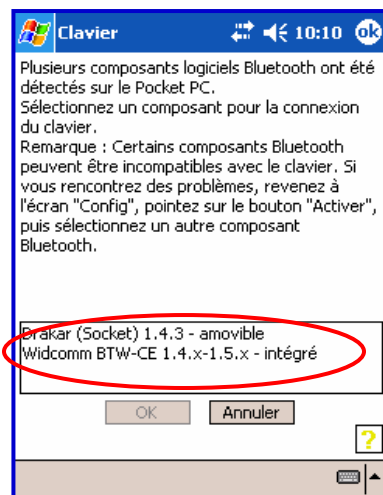 Clavier 10:10 ok
Plusieurs composants logiciels Bluetooth ont été
détectés sur le Pocket PC.
Sélectionnez un composant pour la connexion
du clavier.
Remarque : Certains composants Bluetooth
peuvent être incompatibles avec le clavier. Si
vous rencontrez des problèmes, revenez à
l'écran "Config", pointez sur le bouton "Activer",
puis sélectionnez un autre composant
Bluetooth.
Drakar (Socket) 1.4.3 - amovible
Widcomm BTW-CE 1.4.x-1.5.x - intégré
OK Annuler
?